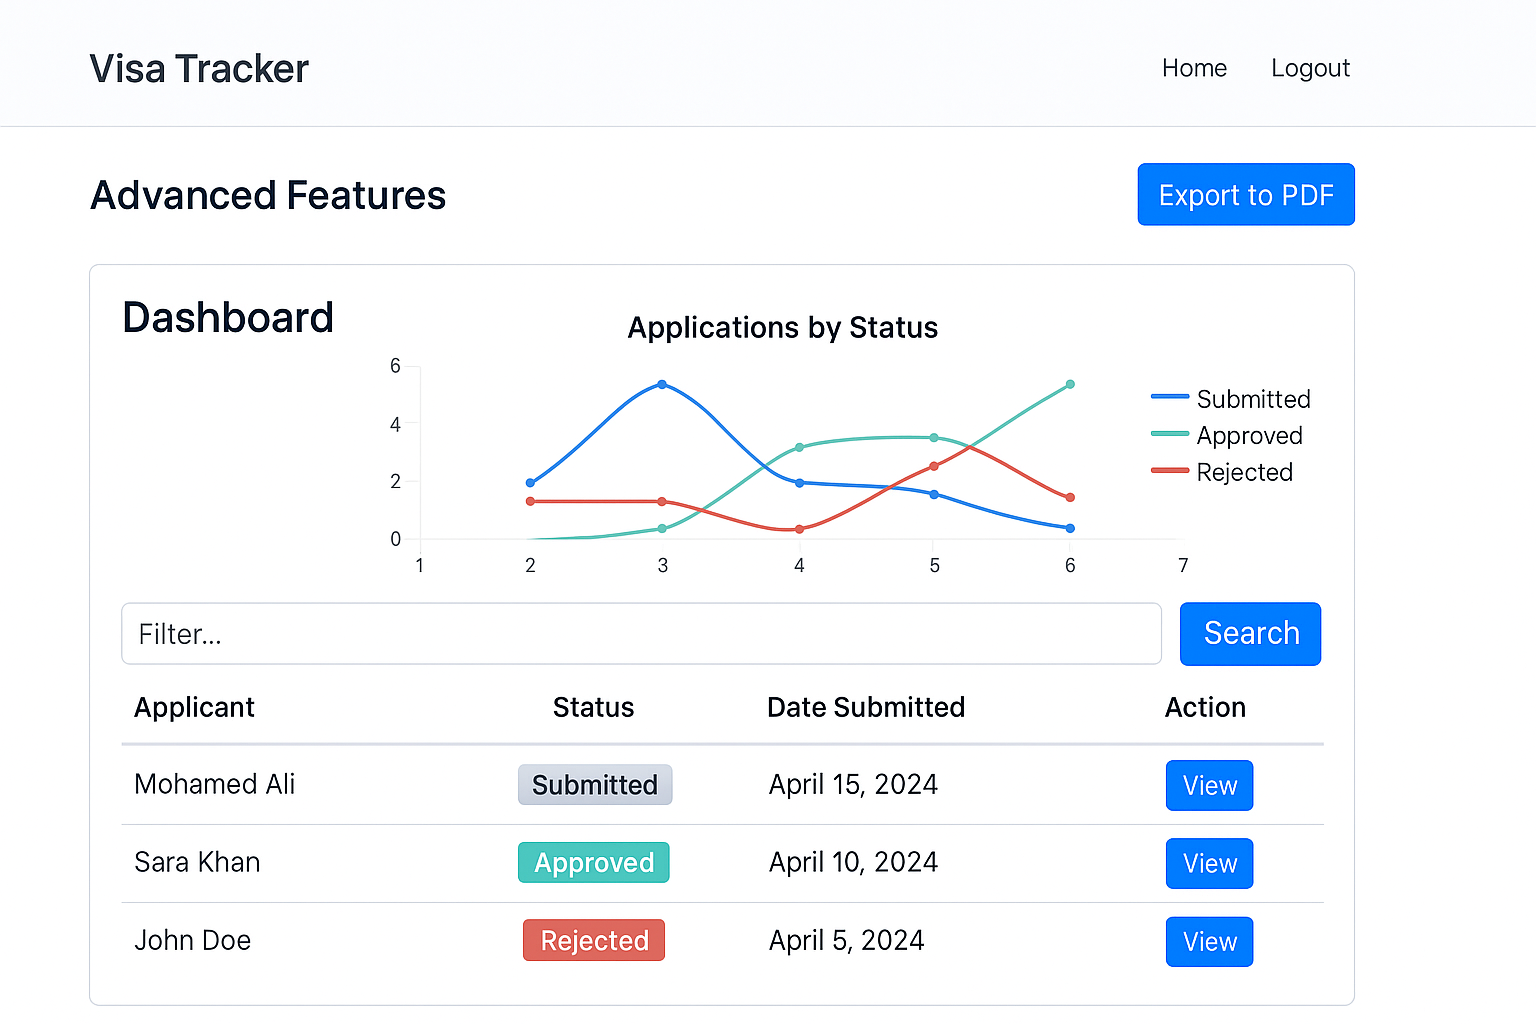 Visa Tracker
Home Logout
Advanced Features
Export to PDF
Dashboard
Applications by Status
6
4
2
0
1 2 3 4 5 6 7
Submitted
Approved
Rejected
Filter...
Search
Applicant Status Date Submitted Action
Mohamed Ali Submitted April 15, 2024 View
Sara Khan Approved April 10, 2024 View
John Doe Rejected April 5, 2024 View